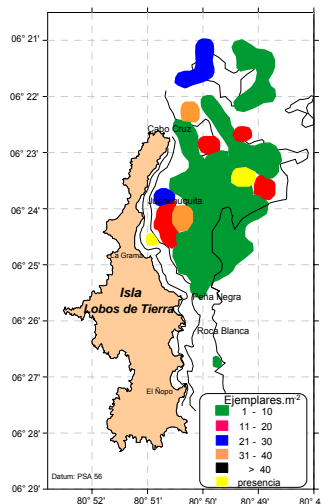 06° 21'
06° 22'
06° 23'
06° 24'
06° 25'
06° 26'
06° 27'
06° 28'
06° 29'
Cabo Cruz
La Grama
Isla
Lobos de Tierra
Peña Negra
Roca Blanca
El Ñopo
Ejemplares.m-²
1 - 10
11 - 20
21 - 30
31 - 40
> 40
presencia
Datum: PSA 56
80° 52' 80° 51' 80° 50' 80° 49' 80° 4